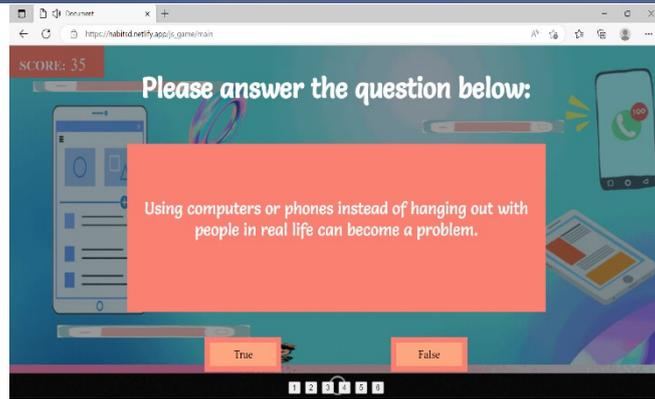 Document
https://habitsd.netlify.app/js_game/main
SCORE: 35
Please answer the question below:
100
Using computers or phones instead of hanging out with
people in real life can become a problem.
True
False
1 2 3 4 5 6